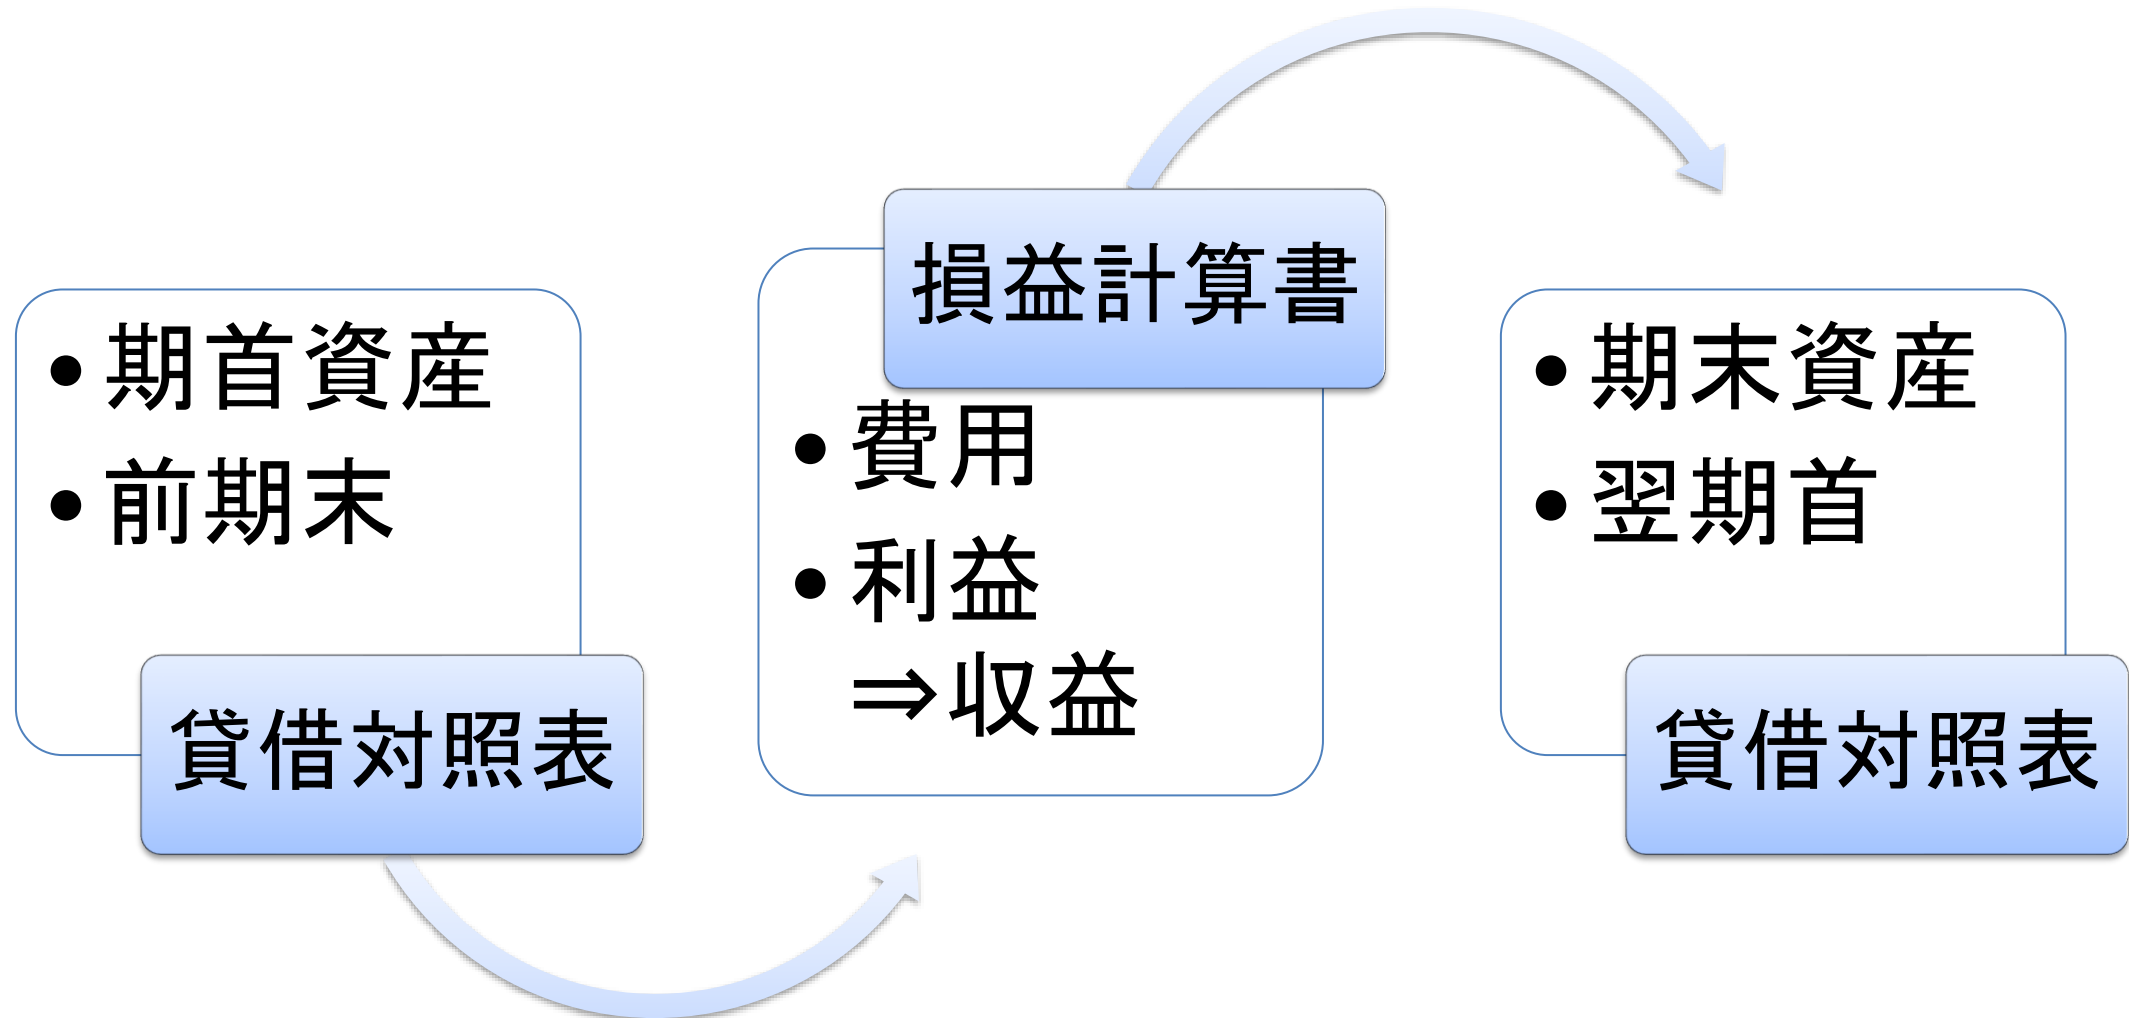 • 期首資産
• 前期末
貸借対照表
損益計算書
• 費用
• 利益
⇒収益
• 期末資産
• 翌期首
貸借対照表